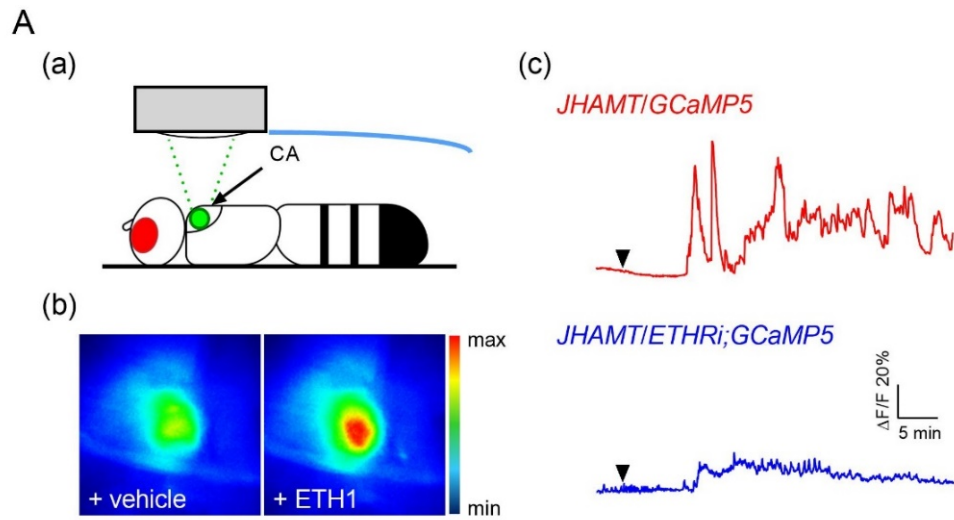 A
(a)
CA
(b)
+ vehicle
+ ETH1
max
min
(c)
JHAMT/GCaMP5
JHAMT/ETHRi;GCaMP5
ΔF/F 20%
5 min